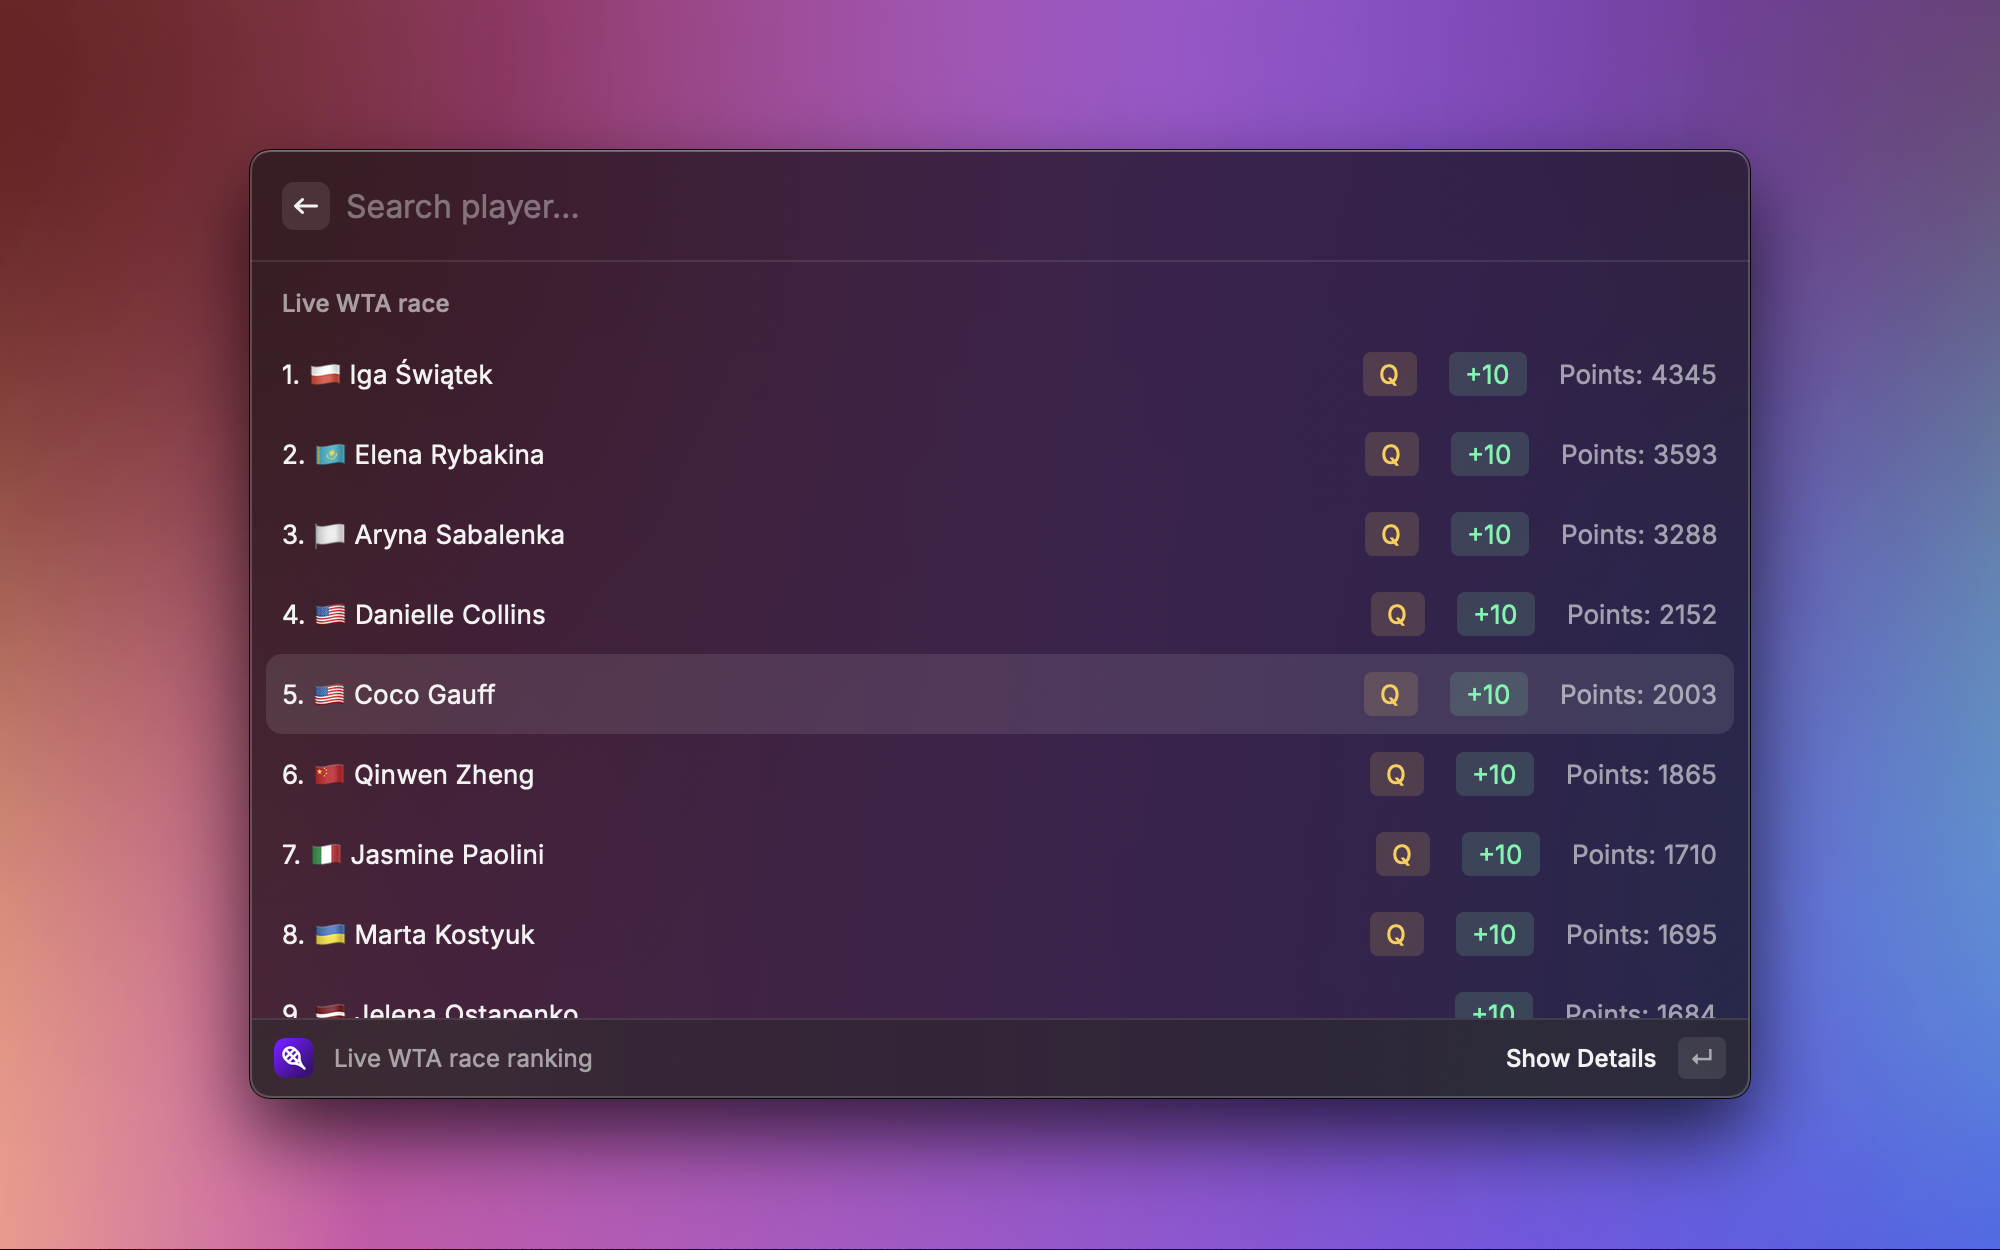 Search player...
Live WTA race
1. 🇵🇱 Iga Świątek Q +10 Points: 4345
2. 🇰🇿 Elena Rybakina Q +10 Points: 3593
3. 🏳 Aryna Sabalenka Q +10 Points: 3288
4. 🇺🇸 Danielle Collins Q +10 Points: 2152
5. 🇺🇸 Coco Gauff Q +10 Points: 2003
6. 🇨🇳 Qinwen Zheng Q +10 Points: 1865
7. 🇮🇹 Jasmine Paolini Q +10 Points: 1710
8. 🇺🇦 Marta Kostyuk Q +10 Points: 1695
9. 🇱🇻 Jelena Ostapenko +10 Points: 1684
Live WTA race ranking Show Details